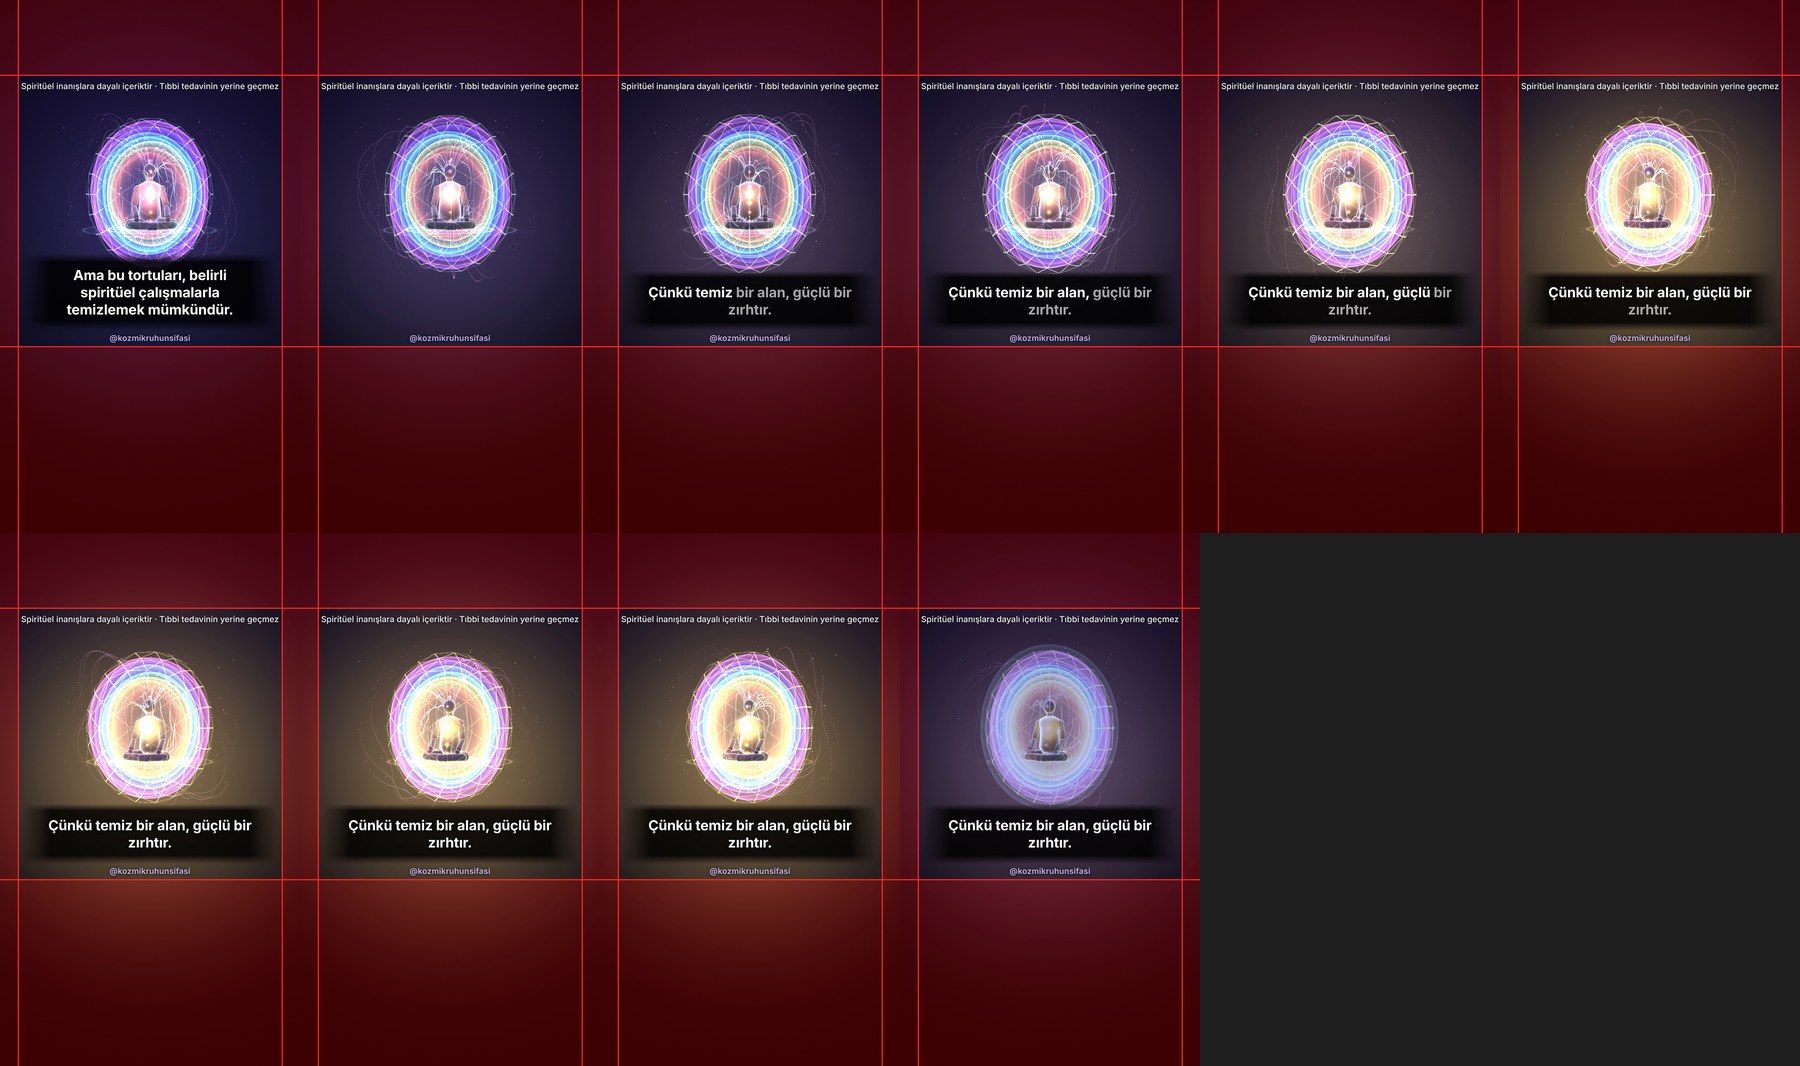 Spiritüel inanışlara dayalı içeriktir · Tıbbi tedavinin yerine geçmez
Ama bu tortuları, belirli
spiritüel çalışmalarla
temizlemek mümkündür.
@kozmikruhunsifasi
Spiritüel inanışlara dayalı içeriktir · Tıbbi tedavinin yerine geçmez
@kozmikruhunsifasi
Spiritüel inanışlara dayalı içeriktir · Tıbbi tedavinin yerine geçmez
Çünkü temiz bir alan, güçlü bir
zırhtır.
@kozmikruhunsifasi
Spiritüel inanışlara dayalı içeriktir · Tıbbi tedavinin yerine geçmez
Çünkü temiz bir alan, güçlü bir
zırhtır.
@kozmikruhunsifasi
Spiritüel inanışlara dayalı içeriktir · Tıbbi tedavinin yerine geçmez
Çünkü temiz bir alan, güçlü bir
zırhtır.
@kozmikruhunsifasi
Spiritüel inanışlara dayalı içeriktir · Tıbbi tedavinin yerine geçmez
Çünkü temiz bir alan, güçlü bir
zırhtır.
@kozmikruhunsifasi
Spiritüel inanışlara dayalı içeriktir · Tıbbi tedavinin yerine geçmez
Çünkü temiz bir alan, güçlü bir
zırhtır.
@kozmikruhunsifasi
Spiritüel inanışlara dayalı içeriktir · Tıbbi tedavinin yerine geçmez
Çünkü temiz bir alan, güçlü bir
zırhtır.
@kozmikruhunsifasi
Spiritüel inanışlara dayalı içeriktir · Tıbbi tedavinin yerine geçmez
Çünkü temiz bir alan, güçlü bir
zırhtır.
@kozmikruhunsifasi
Spiritüel inanışlara dayalı içeriktir · Tıbbi tedavinin yerine geçmez
Çünkü temiz bir alan, güçlü bir
zırhtır.
@kozmikruhunsifasi